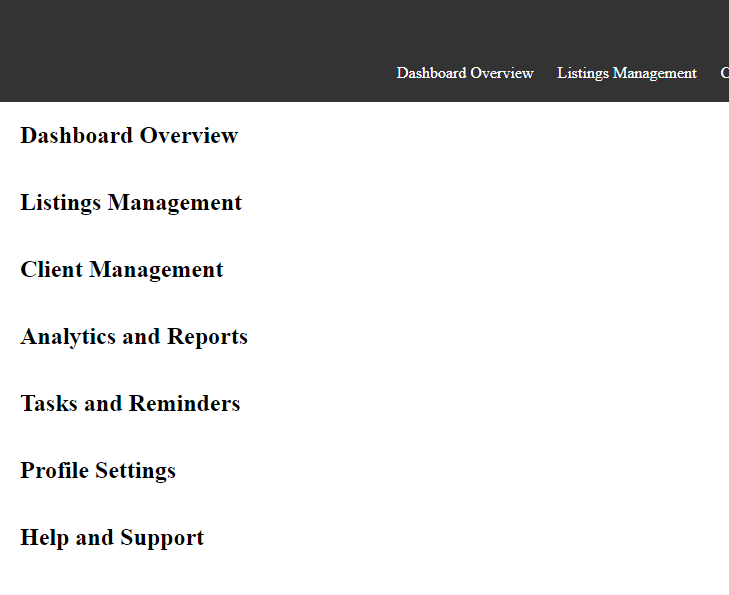 Dashboard Overview Listings Management
Dashboard Overview
Listings Management
Client Management
Analytics and Reports
Tasks and Reminders
Profile Settings
Help and Support